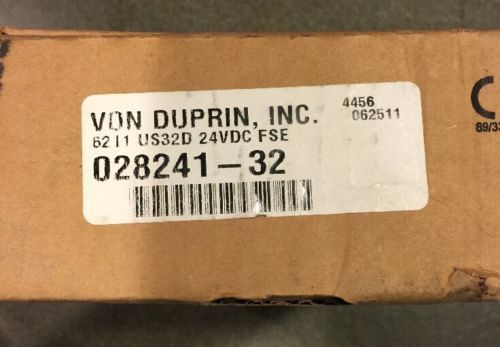 VON DUPRIN, INC. 4456
062511
6211 US32D 24VDC FSE
028241-32
C